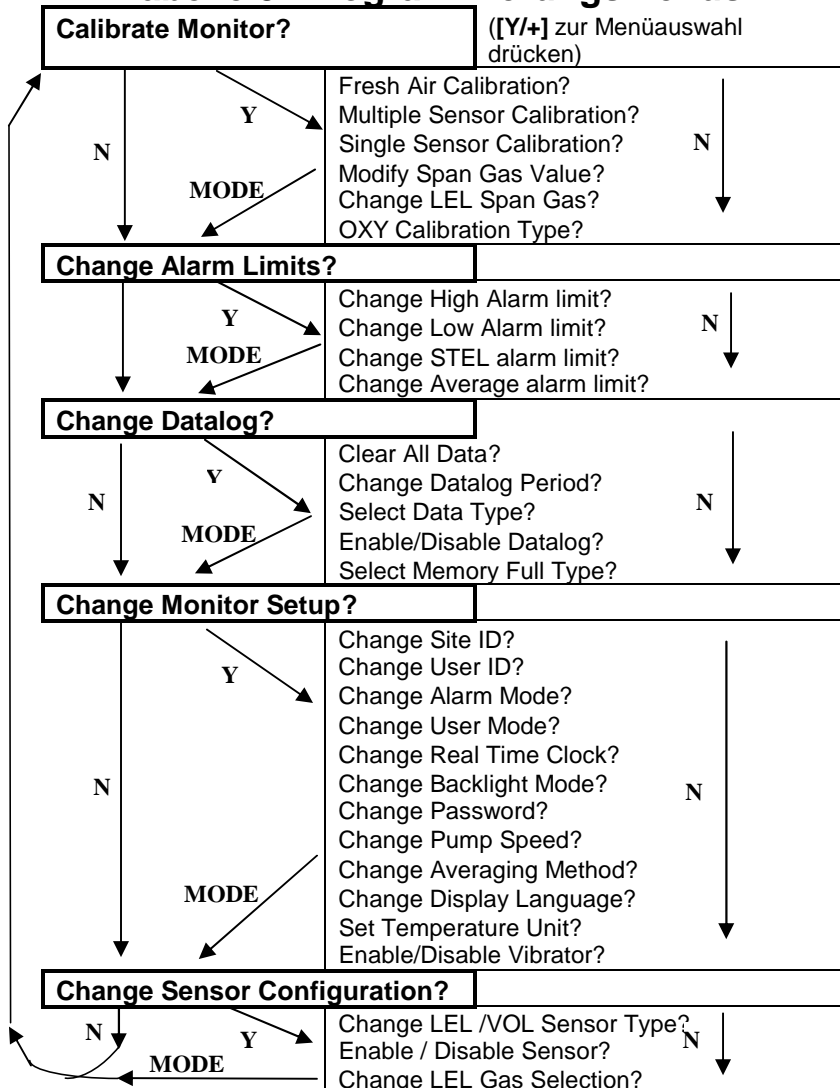 Calibrate Monitor?
([Y/+] zur Menüauswahl
drücken)
Fresh Air Calibration?
Multiple Sensor Calibration?
Single Sensor Calibration?
Modify Span Gas Value?
Change LEL Span Gas?
OXY Calibration Type?
N
Y
MODE
N
Change Alarm Limits?
Change High Alarm limit?
Change Low Alarm limit?
Change STEL alarm limit?
Change Average alarm limit?
Y
MODE
N
Change Datalog?
Clear All Data?
Change Datalog Period?
Select Data Type?
Enable/Disable Datalog?
Select Memory Full Type?
N
Y
MODE
N
Change Monitor Setup?
Change Site ID?
Change User ID?
Change Alarm Mode?
Change User Mode?
Change Real Time Clock?
Change Backlight Mode?
Change Password?
Change Pump Speed?
Change Averaging Method?
Change Display Language?
Set Temperature Unit?
Enable/Disable Vibrator?
Y
N
MODE
N
Change Sensor Configuration?
Change LEL /VOL Sensor Type?
Enable / Disable Sensor?
Change LEL Gas Selection?
N
Y
MODE
N